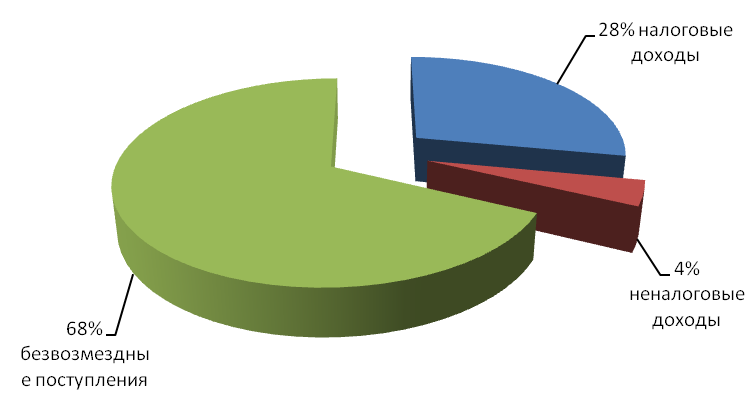 28% налоговые
доходы
4%
неналоговые
доходы
68%
безвозмездны
е поступления